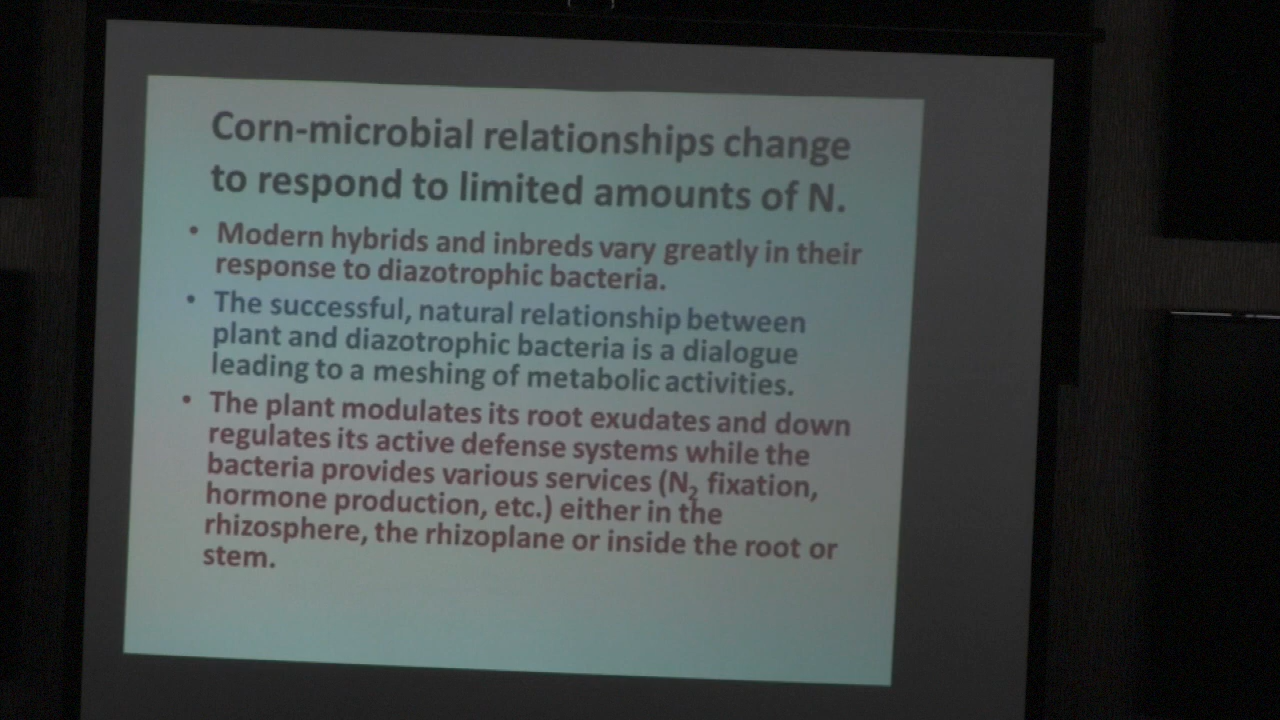 Corn-microbial relationships change
to respond to limited amounts of N.
• Modern hybrids and inbreds vary greatly in their
response to diazotrophic bacteria.
• The successful, natural relationship between
plant and diazotrophic bacteria is a dialogue
leading to a meshing of metabolic activities.
• The plant modulates its root exudates and down
regulates its active defense systems while the
bacteria provides various services (N₂ fixation,
hormone production, etc.) either in the
rhizosphere, the rhizoplane or inside the root or
stem.